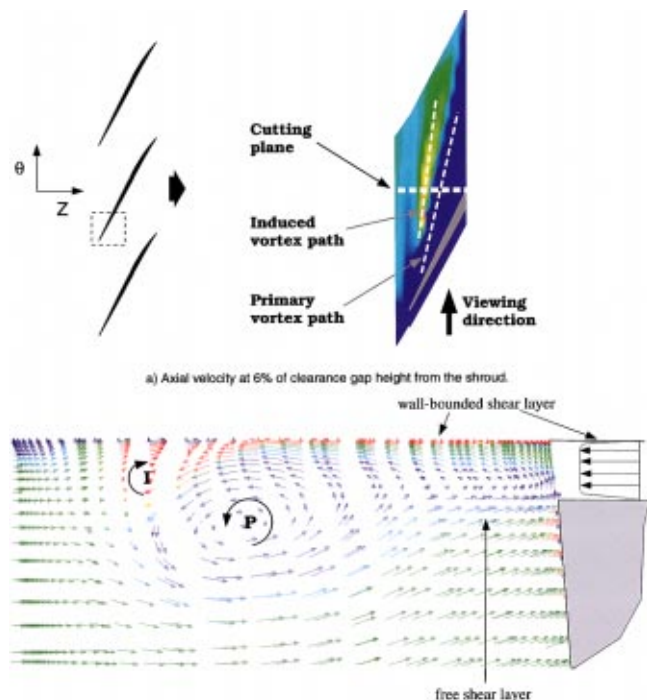 θ
Z
Cutting
plane
Induced
vortex path
Primary
vortex path
Viewing
direction
a) Axial velocity at 6% of clearance gap height from the shroud.
wall-bounded shear layer
I
P
free shear layer